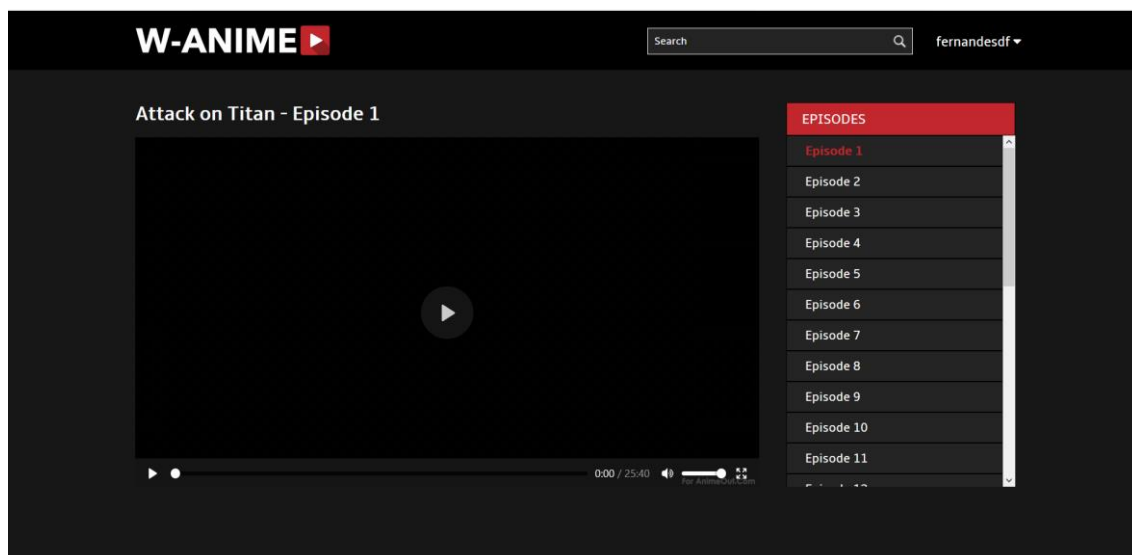 W-ANIME
Search
fernandesdf
Attack on Titan - Episode 1
EPISODES
Episode 1
Episode 2
Episode 3
Episode 4
Episode 5
Episode 6
Episode 7
Episode 8
Episode 9
Episode 10
Episode 11
0:00 / 25:40
For AnimeOut.Com